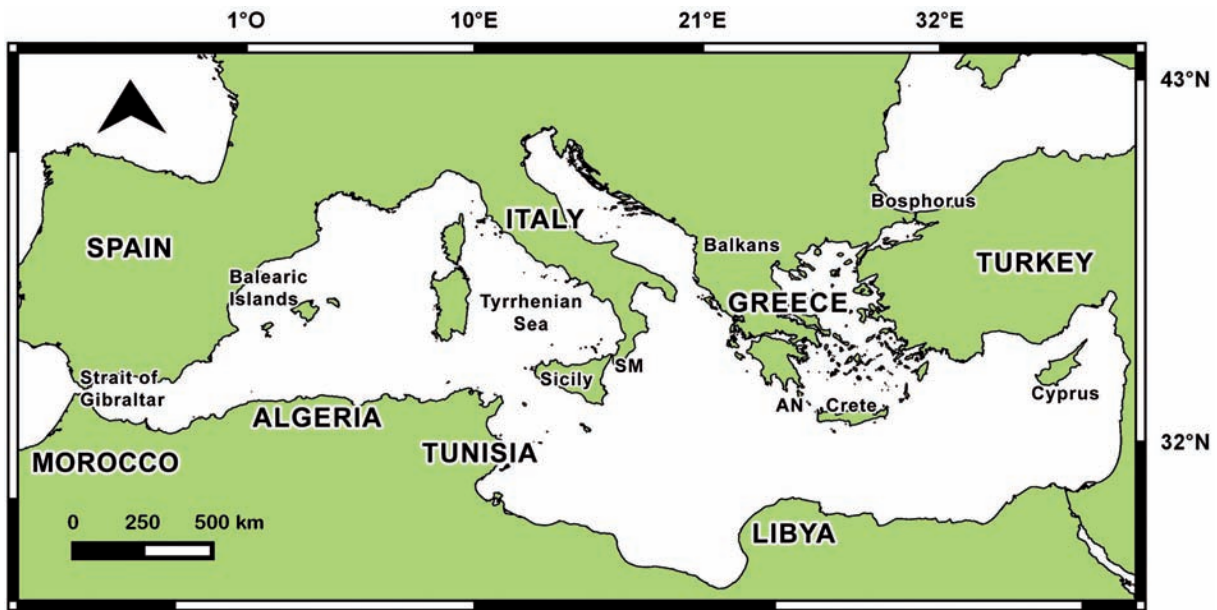 1°O 10°E 21°E 32°E
43°N
Bosphorus
ITALY
SPAIN
Balkans
TURKEY
Balearic
Islands
Tyrrhenian
Sea
GREECE
SM
Strait of
Gibraltar
Sicily
AN Crete
Cyprus
ALGERIA
32°N
MOROCCO
TUNISIA
0 250 500 km
LIBYA